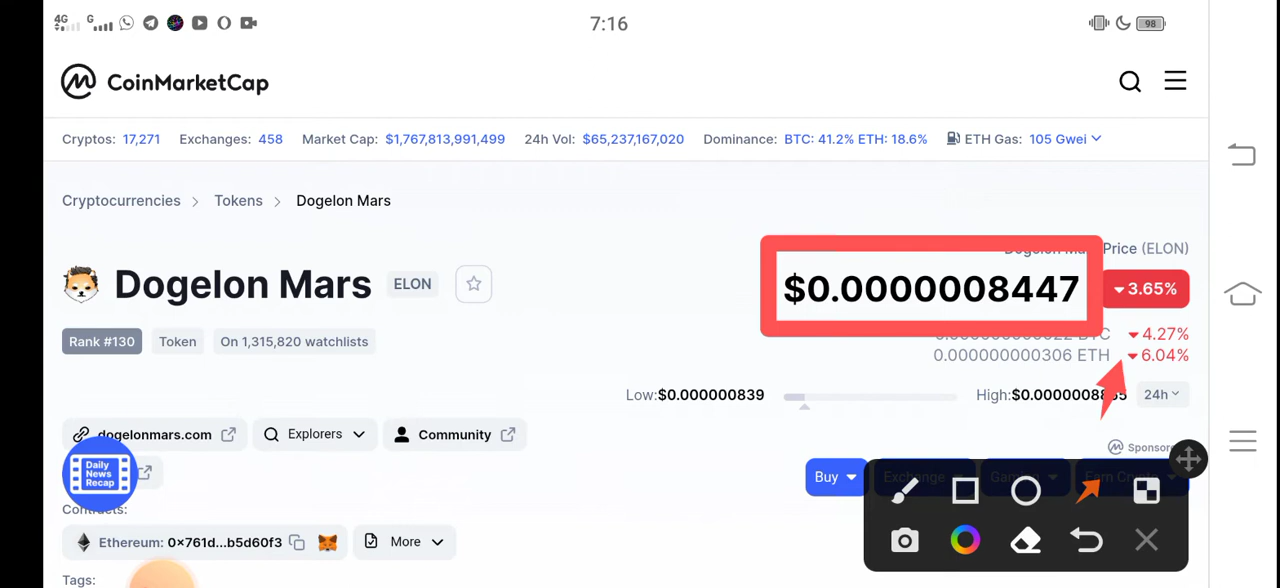 4G G 7:16 98
CoinMarketCap
Cryptos: 17,271 Exchanges: 458 Market Cap: $1,767,813,991,499 24h Vol: $65,237,167,020 Dominance: BTC: 41.2% ETH: 18.6% ETH Gas: 105 Gwei
Cryptocurrencies > Tokens > Dogelon Mars
Price (ELON)
Dogelon Mars ELON $0.0000008447 3.65%
Rank #130 Token On 1,315,820 watchlists
BTC 4.27%
0.000000000306 ETH 6.04%
Low:$0.000000839 High: 24h
dogelonmars.com Explorers Community
Daily
News
Recap
Buy Exchange
Ethereum: 0x761d...b5d60f3 More
Tags: